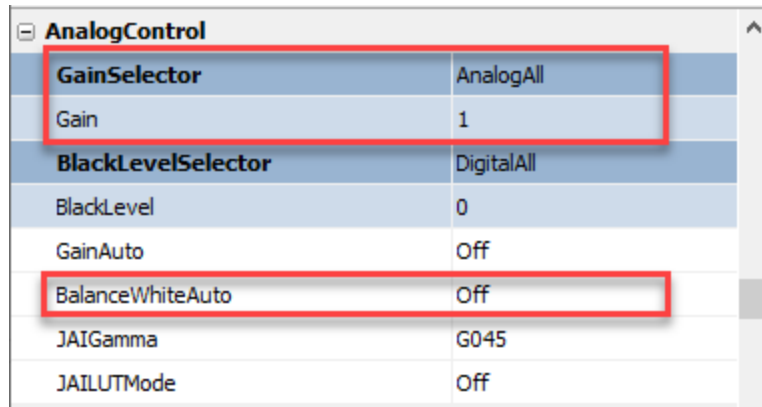 AnalogControl
GainSelector AnalogAll
Gain 1
BlackLevelSelector DigitalAll
BlackLevel 0
GainAuto Off
BalanceWhiteAuto Off
JAIGamma G045
JAILUTMode Off